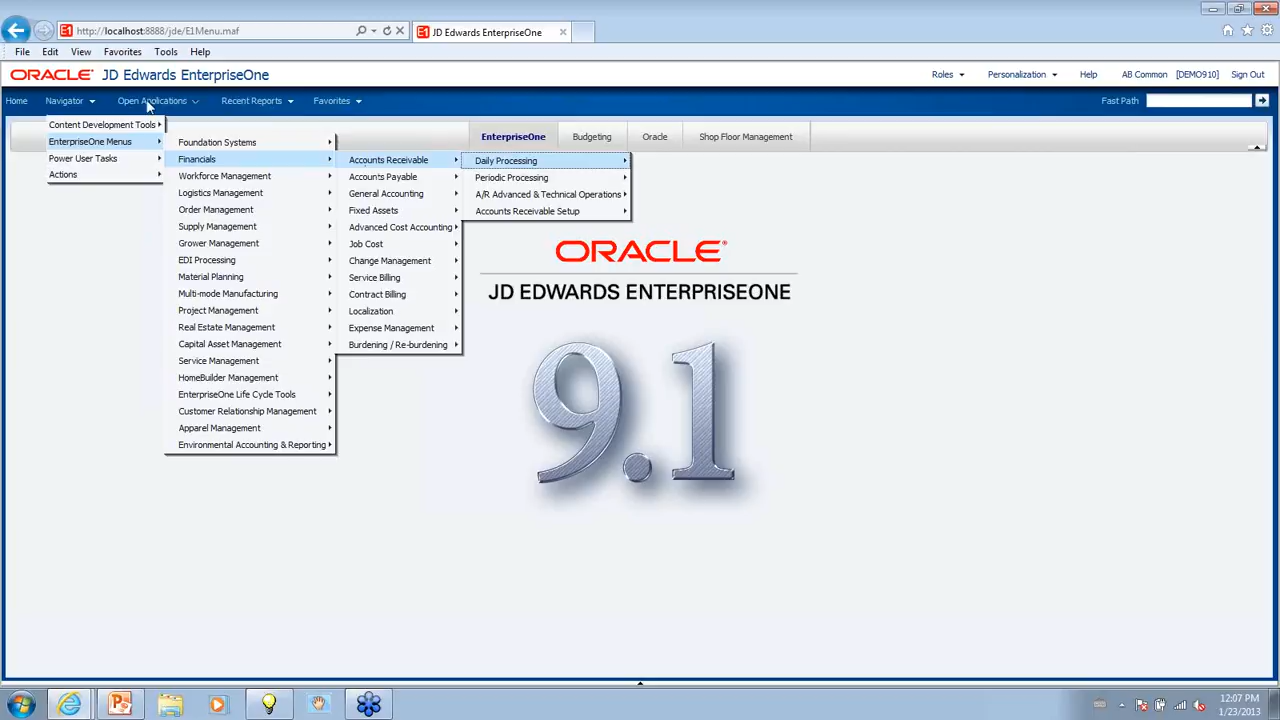 http://localhost:8888/jde/E1Menu.maf
JD Edwards EnterpriseOne
File Edit View Favorites Tools Help
ORACLE JD Edwards EnterpriseOne
Roles Personalization Help AB Common [DEMO910] Sign Out
Home Navigator Open Applications Recent Reports Favorites Fast Path
Content Development Tools
EnterpriseOne Menus
Power User Tasks
Actions
Foundation Systems
Financials
Workforce Management
Logistics Management
Order Management
Supply Management
Grower Management
EDI Processing
Material Planning
Multi-mode Manufacturing
Project Management
Real Estate Management
Capital Asset Management
Service Management
HomeBuilder Management
EnterpriseOne Life Cycle Tools
Customer Relationship Management
Apparel Management
Environmental Accounting & Reporting
Accounts Receivable
Accounts Payable
General Accounting
Fixed Assets
Advanced Cost Accounting
Job Cost
Change Management
Service Billing
Contract Billing
Localization
Expense Management
Burdening / Re-burdening
Daily Processing
Periodic Processing
A/R Advanced & Technical Operations
Accounts Receivable Setup
EnterpriseOne Budgeting Oracle Shop Floor Management
ORACLE
JD EDWARDS ENTERPRISEONE
9.1
12:07 PM
1/23/2013